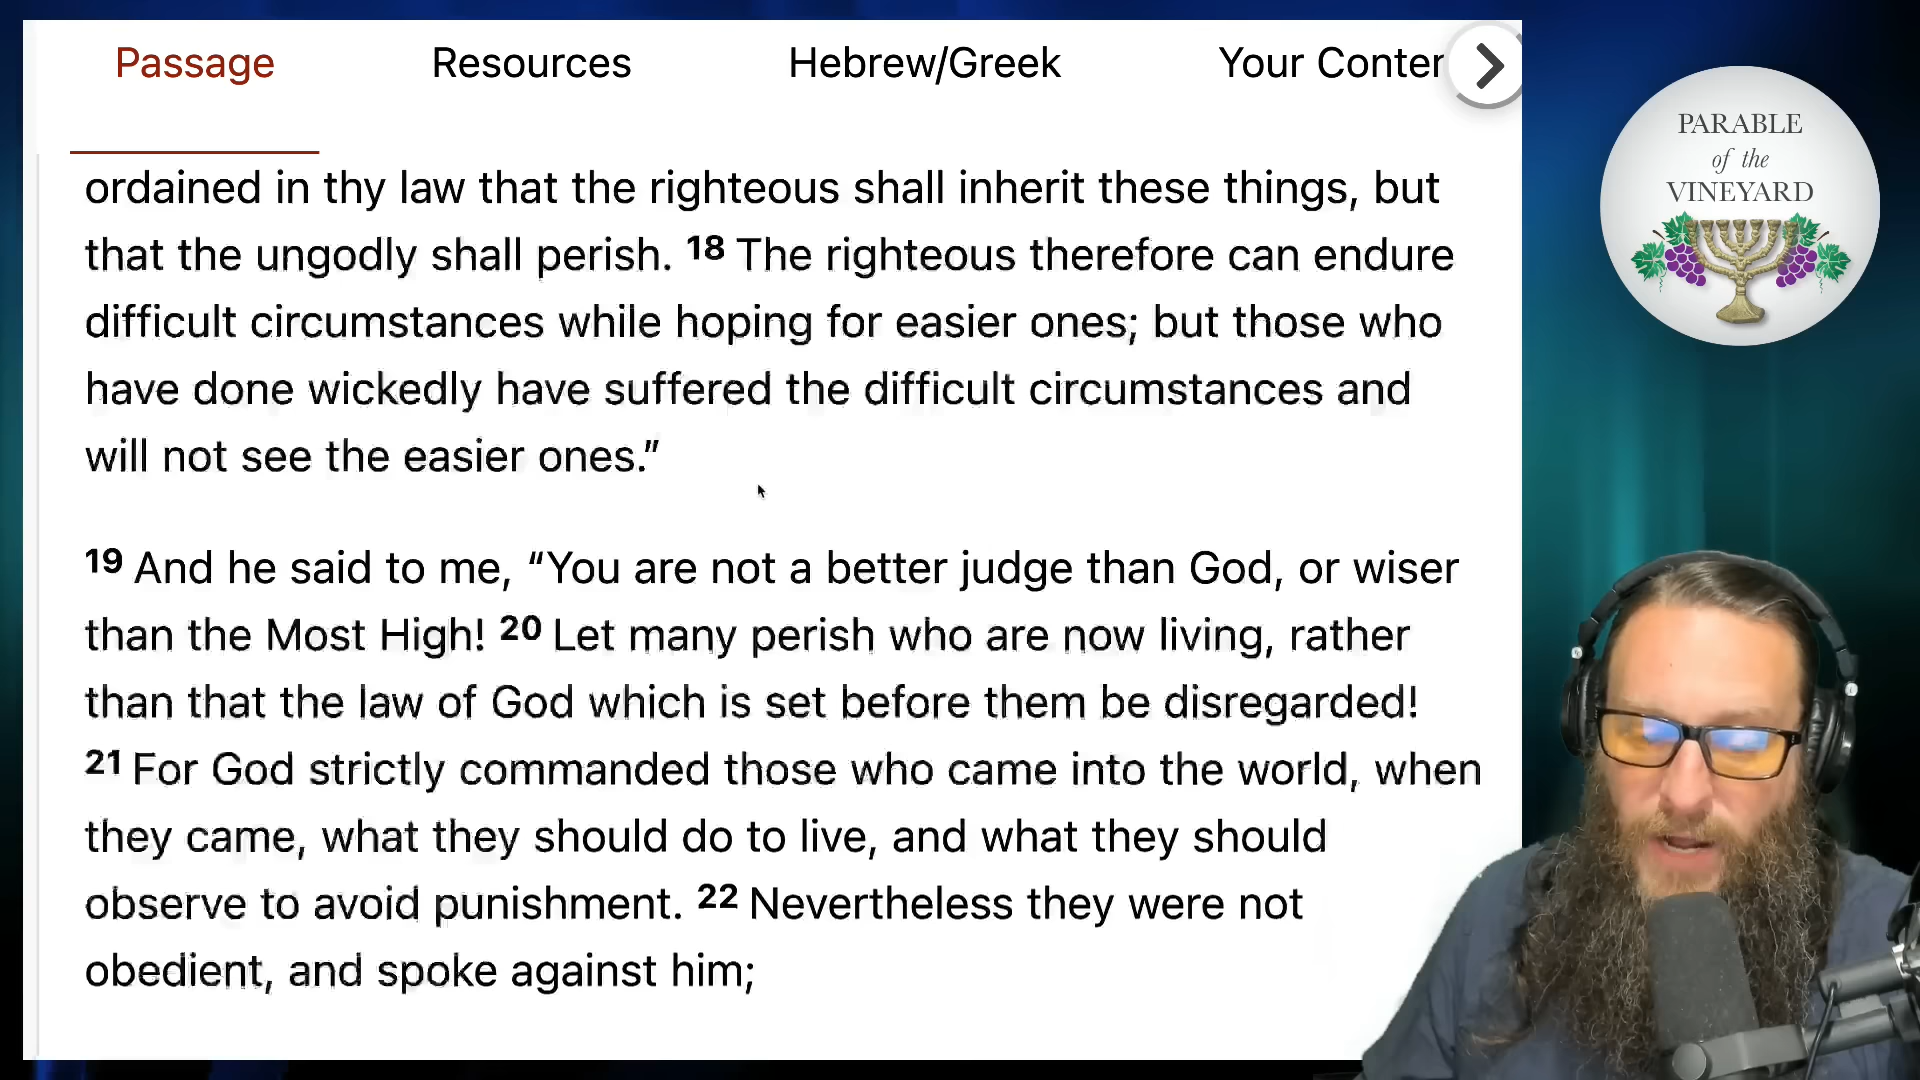 Passage
Resources
Hebrew/Greek
Your Conten
ordained in thy law that the righteous shall inherit these things, but
that the ungodly shall perish. 18 The righteous therefore can endure
difficult circumstances while hoping for easier ones; but those who
have done wickedly have suffered the difficult circumstances and
will not see the easier ones.”
19 And he said to me, “You are not a better judge than God, or wiser
than the Most High! 20 Let many perish who are now living, rather
than that the law of God which is set before them be disregarded!
21 For God strictly commanded those who came into the world, when
they came, what they should do to live, and what they should
observe to avoid punishment. 22 Nevertheless they were not
obedient, and spoke against him;
PARABLE
of the
VINEYARD